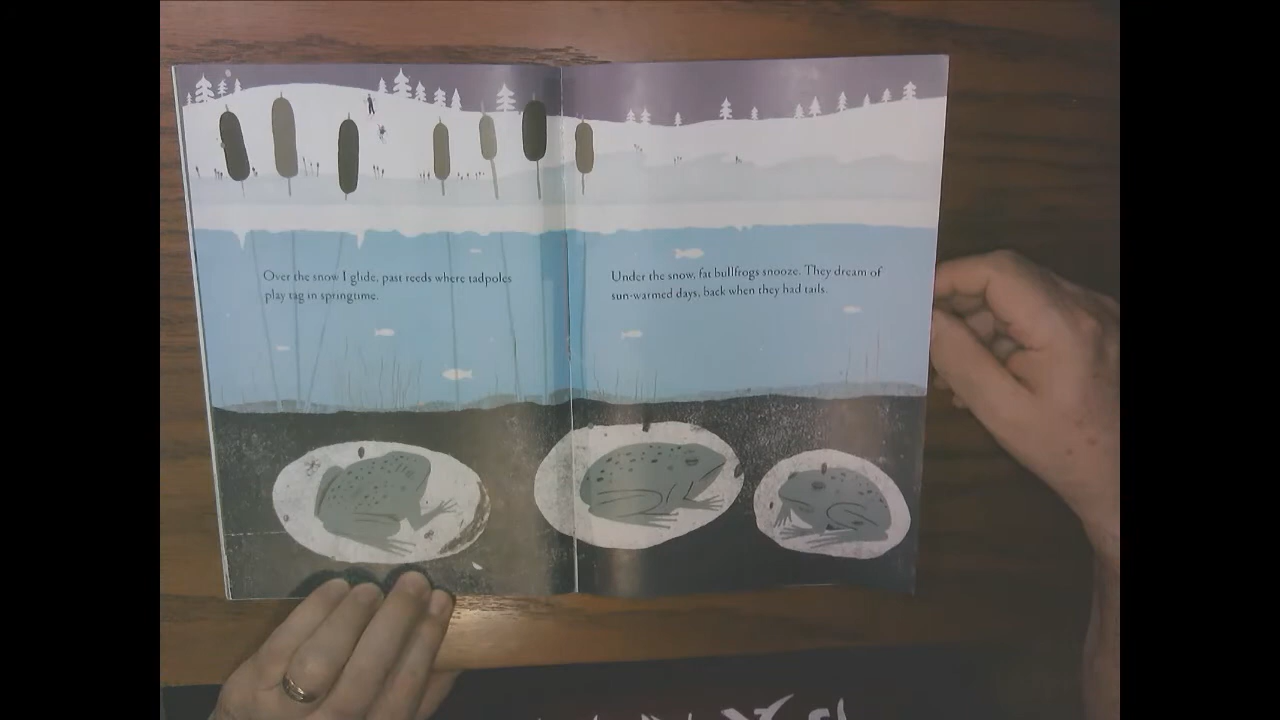 Over the snow I glide, past reeds where tadpoles
play tag in springtime.
Under the snow, fat bullfrogs snooze. They dream of
sun-warmed days, back when they had tails.